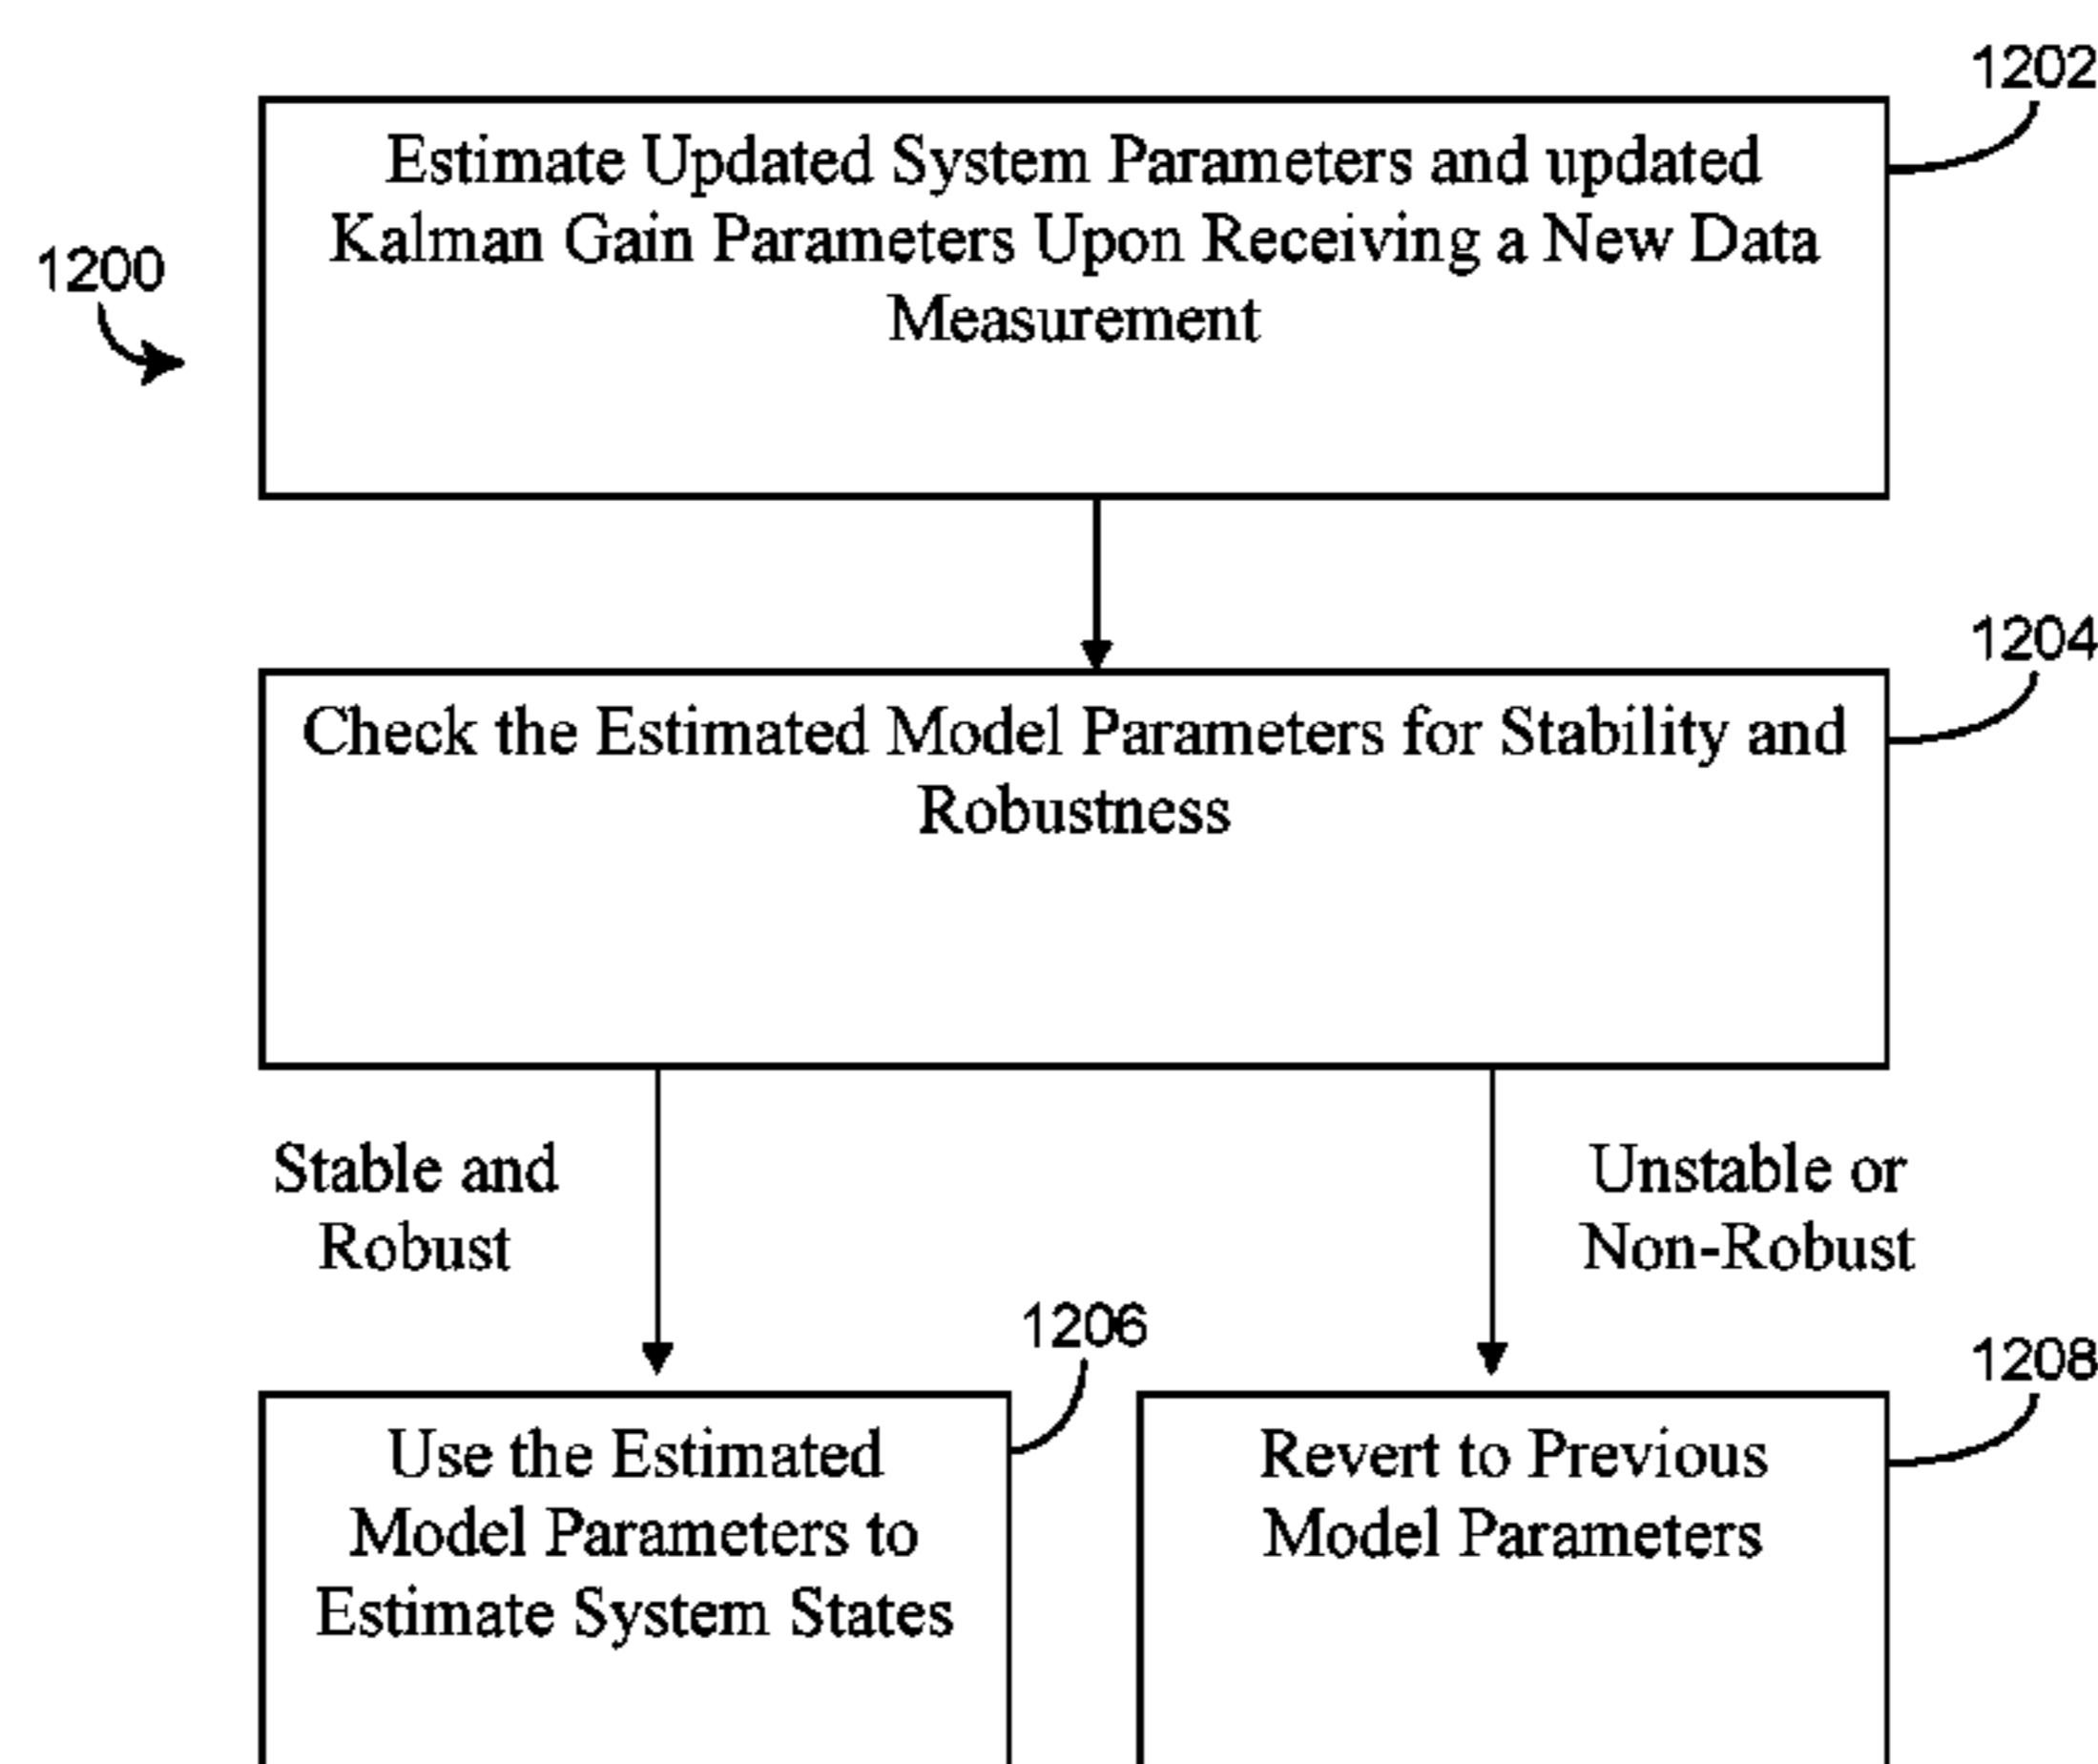 1202
Estimate Updated System Parameters and updated
Kalman Gain Parameters Upon Receiving a New Data
Measurement
1200
1204
Check the Estimated Model Parameters for Stability and
Robustness
Stable and
Robust
Unstable or
Non-Robust
1206
1208
Use the Estimated
Model Parameters to
Estimate System States
Revert to Previous
Model Parameters